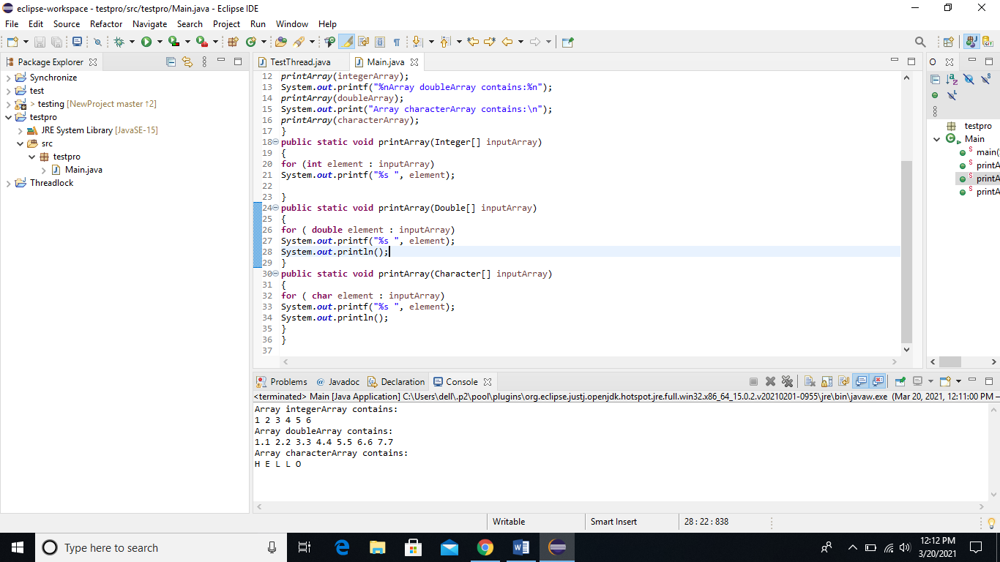 eclipse-workspace - testpro/src/testpro/Main.java - Eclipse IDE
File Edit Source Refactor Navigate Search Project Run Window Help
Package Explorer
Synchronize
test
> testing [NewProject master ↑2]
testpro
JRE System Library [JavaSE-15]
src
testpro
Main.java
Threadlock
TestThread.java
Main.java
12 printArray(integerArray);
13 System.out.printf("%nArray doubleArray contains:%n");
14 printArray(doubleArray);
15 System.out.print("Array characterArray contains:\n");
16 printArray(characterArray);
17 }
18 public static void printArray(Integer[] inputArray)
19 {
20 for (int element : inputArray)
21 System.out.printf("%s ", element);
22
23 }
24 public static void printArray(Double[] inputArray)
25 {
26 for ( double element : inputArray)
27 System.out.printf("%s ", element);
28 System.out.println();
29 }
30 public static void printArray(Character[] inputArray)
31 {
32 for ( char element : inputArray)
33 System.out.printf("%s ", element);
34 System.out.println();
35 }
36 }
37
O
testpro
Main
main(
printA
printA
printA
Problems @ Javadoc Declaration Console
<terminated> Main [Java Application] C:\Users\dell\.p2\pool\plugins\org.eclipse.justj.openjdk.hotspot.jre.full.win32.x86_64_15.0.2.v20210201-0955\jre\bin\javaw.exe (Mar 20, 2021, 12:11:00 PM –
Array integerArray contains:
1 2 3 4 5 6
Array doubleArray contains:
1.1 2.2 3.3 4.4 5.5 6.6 7.7
Array characterArray contains:
H E L L O
Writable Smart Insert 28 : 22 : 838
Type here to search
12:12 PM
3/20/2021